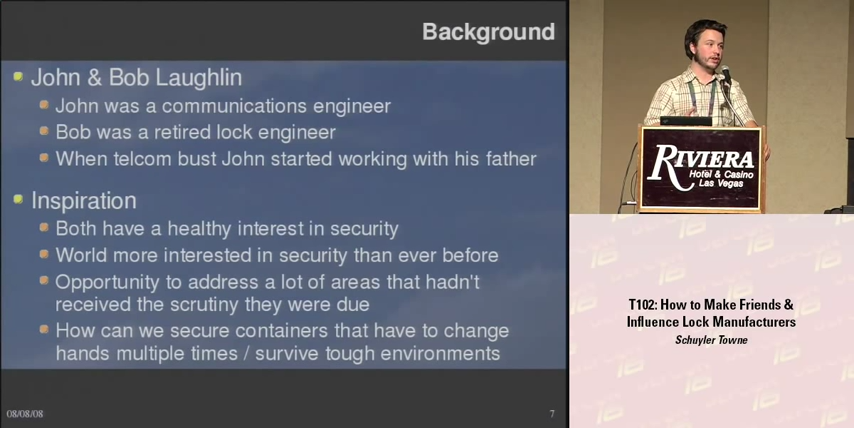 Background
John & Bob Laughlin
John was a communications engineer
Bob was a retired lock engineer
When telcom bust John started working with his father
Inspiration
Both have a healthy interest in security
World more interested in security than ever before
Opportunity to address a lot of areas that hadn't
received the scrutiny they were due
How can we secure containers that have to change
hands multiple times / survive tough environments
08/08/08
7
RIVIERA
Hotel & Casino
Las Vegas
T102: How to Make Friends &
Influence Lock Manufacturers
Schuyler Towne